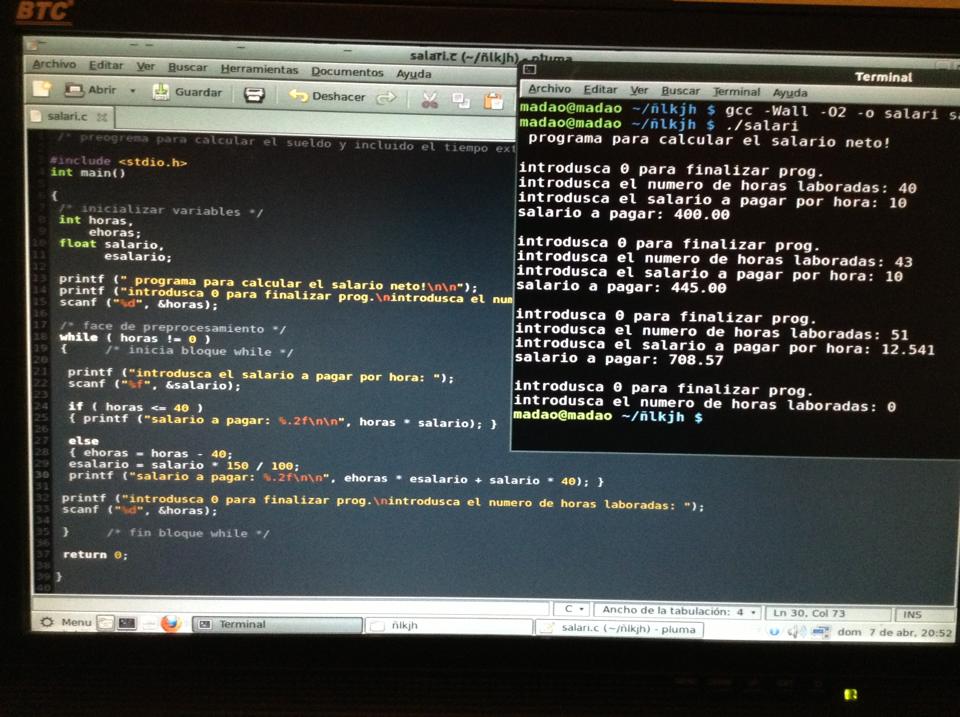 BTC
salari.c (~/ñlkjh) - pluma
Archivo Editar Ver Buscar Herramientas Documentos Ayuda
Abrir Guardar Deshacer
salari.c
/* preograma para calcular el sueldo y incluido el tiempo ext
#include <stdio.h>
int main()
{
/* inicializar variables */
int horas,
ehoras;
float salario,
esalario;
printf (" programa para calcular el salario neto!\n\n");
printf ("introdusca 0 para finalizar prog.\nintrodusca el num
scanf ("%d", &horas);
/* face de preprocesamiento */
while ( horas != 0 )
{ /* inicia bloque while */
printf ("introdusca el salario a pagar por hora: ");
scanf ("%f", &salario);
if ( horas <= 40 )
{ printf ("salario a pagar: %.2f\n\n", horas * salario); }
else
{ ehoras = horas - 40;
esalario = salario * 150 / 100;
printf ("salario a pagar: %.2f\n\n", ehoras * esalario + salario * 40); }
printf ("introdusca 0 para finalizar prog.\nintrodusca el numero de horas laboradas: ");
scanf ("%d", &horas);
} /* fin bloque while */
return 0;
}
Terminal
Archivo Editar Ver Buscar Terminal Ayuda
madao@madao ~/ñlkjh $ gcc -Wall -O2 -o salari sa
madao@madao ~/ñlkjh $ ./salari
programa para calcular el salario neto!
introdusca 0 para finalizar prog.
introdusca el numero de horas laboradas: 40
introdusca el salario a pagar por hora: 10
salario a pagar: 400.00
introdusca 0 para finalizar prog.
introdusca el numero de horas laboradas: 43
introdusca el salario a pagar por hora: 10
salario a pagar: 445.00
introdusca 0 para finalizar prog.
introdusca el numero de horas laboradas: 51
introdusca el salario a pagar por hora: 12.541
salario a pagar: 708.57
introdusca 0 para finalizar prog.
introdusca el numero de horas laboradas: 0
madao@madao ~/ñlkjh $
C Ancho de la tabulación: 4 Ln 30, Col 73 INS
Menu Terminal ñlkjh salari.c (~/ñlkjh) - pluma dom 7 de abr, 20:52